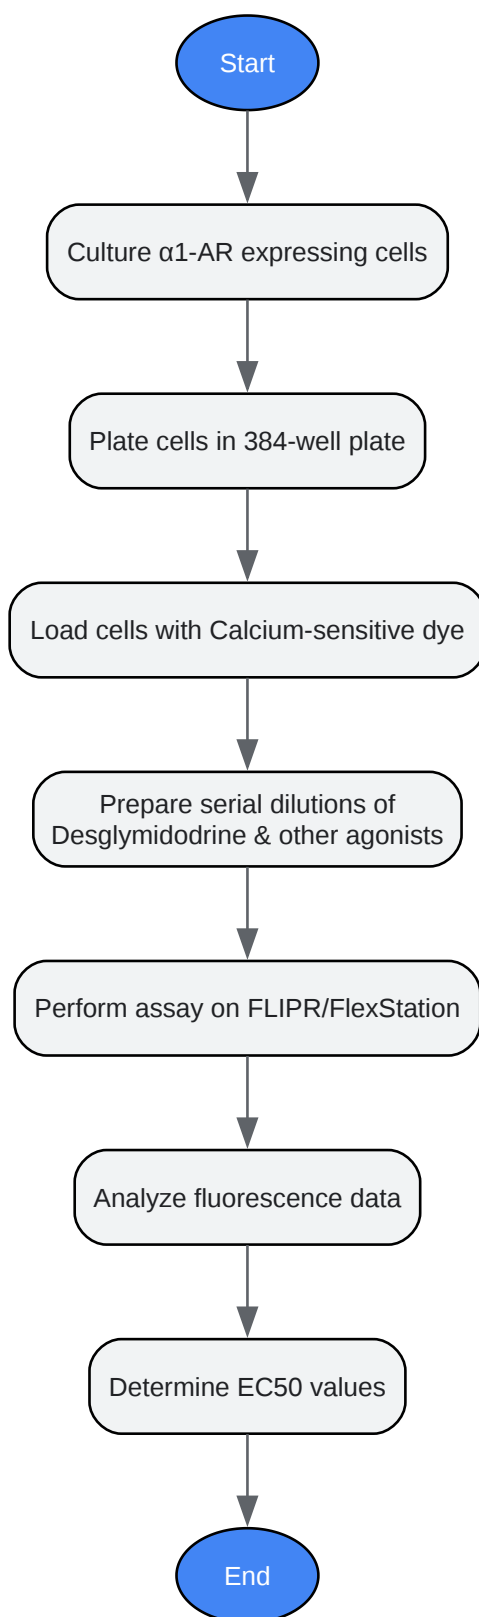 Start
Culture α1-AR expressing cells
Plate cells in 384-well plate
Load cells with Calcium-sensitive dye
Prepare serial dilutions of
Desglymidodrine & other agonists
Perform assay on FLIPR/FlexStation
Analyze fluorescence data
Determine EC50 values
End